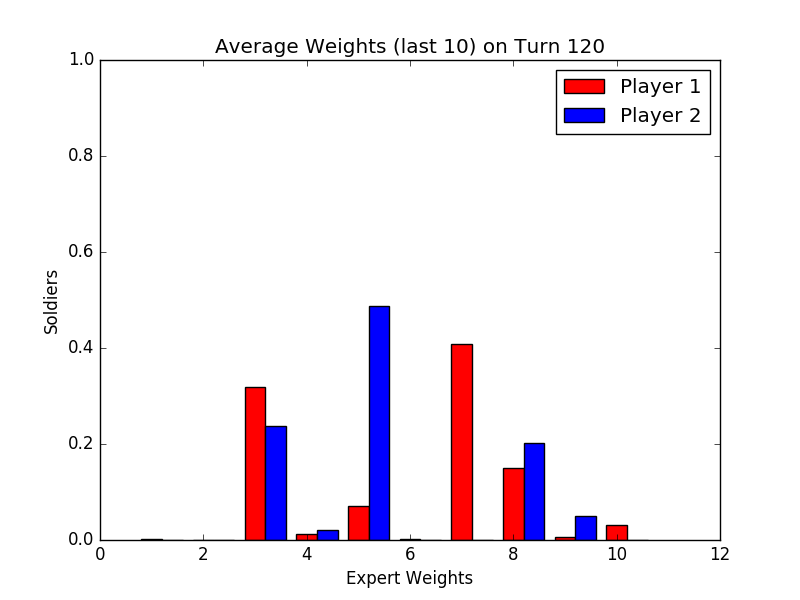 Average Weights (last 10) on Turn 120
1.0
0.8
0.6
0.4
0.2
0.0
Soldiers
Player 1
Player 2
0 2 4 6 8 10 12
Expert Weights